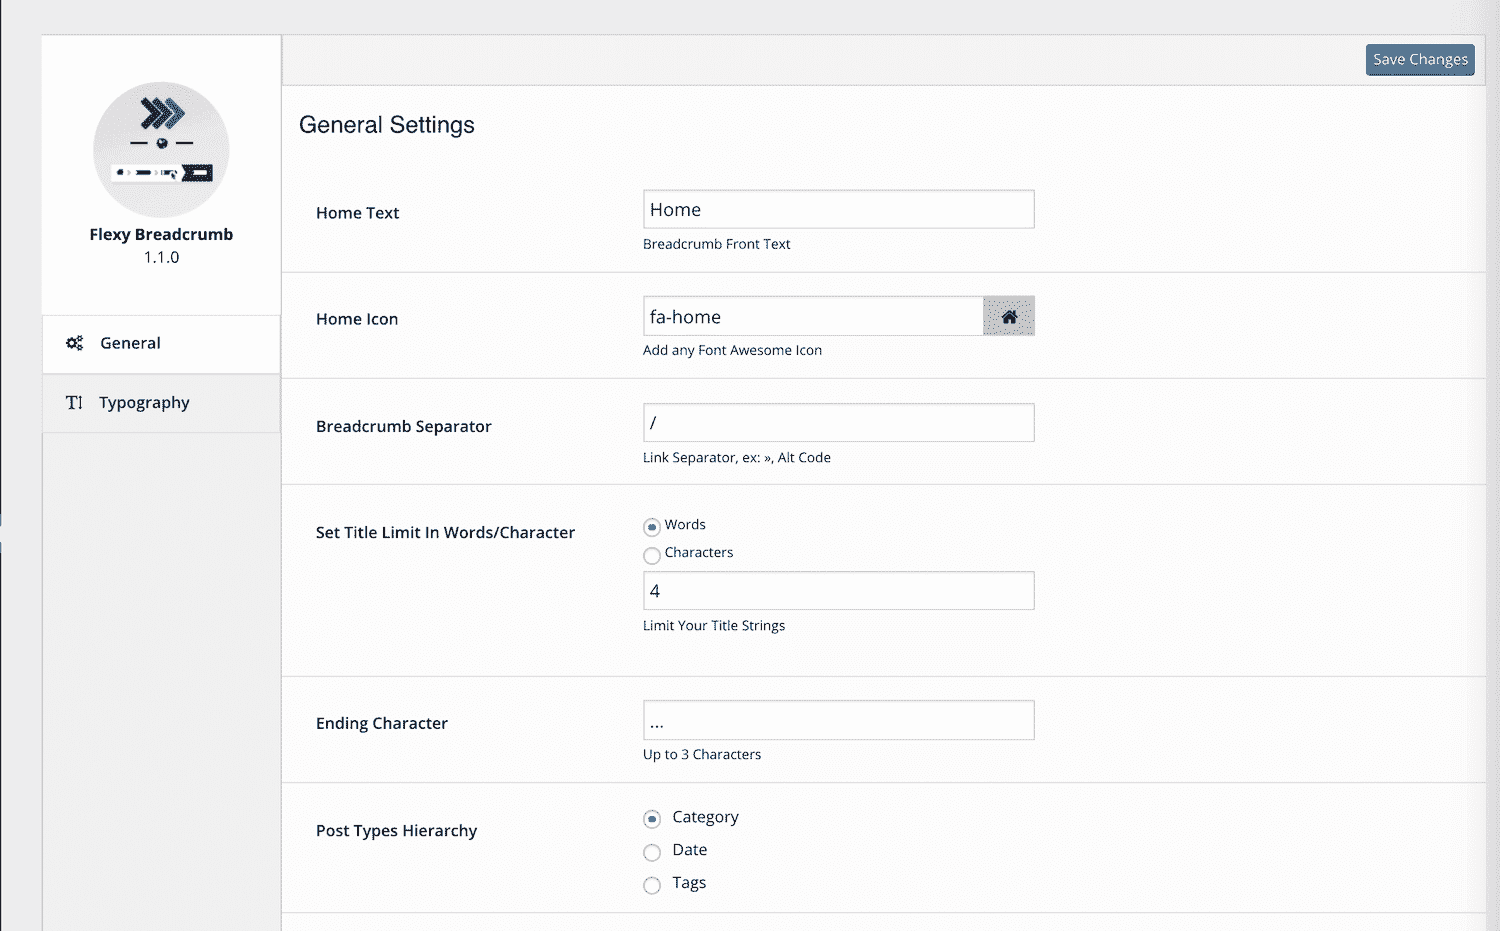 Save Changes
Flexy Breadcrumb
1.1.0
General
Typography
General Settings
Home Text
Home
Breadcrumb Front Text
Home Icon
fa-home
Add any Font Awesome Icon
Breadcrumb Separator
/
Link Separator, ex: », Alt Code
Set Title Limit In Words/Character
Words
Characters
4
Limit Your Title Strings
Ending Character
...
Up to 3 Characters
Post Types Hierarchy
Category
Date
Tags